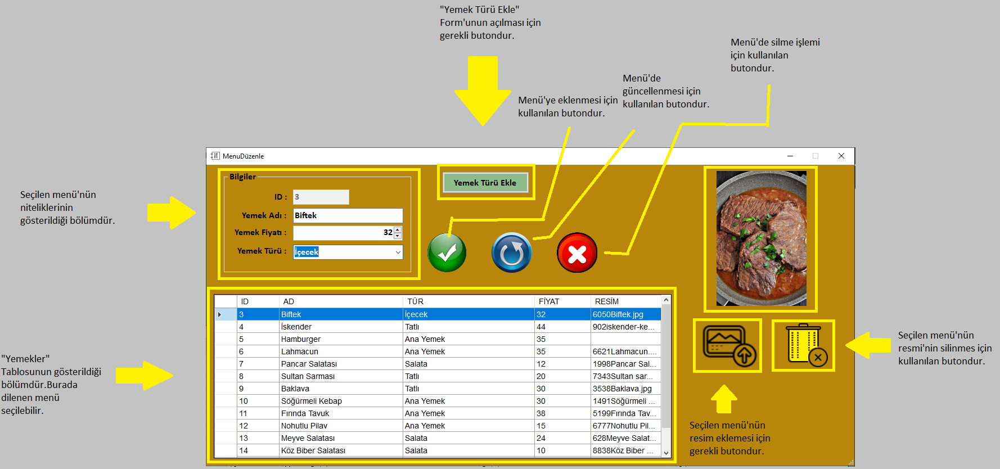 "Yemek Türü Ekle"
Form'unun açılması için
gerekli butondur.
Menü'de silme işlemi
için kullanılan
butondur.
Menü'de
güncellenmesi için
kullanılan butondur.
Menü'ye eklenmesi için
kullanılan butondur.
MenuDüzenle
Seçilen menü'nün
niteliklerinin
gösterildiği bölümdür.
Bilgiler
ID : 3
Yemek Adı : Biftek
Yemek Fiyatı : 32
Yemek Türü : İçecek
Yemek Türü Ekle
ID AD TÜR FİYAT RESİM
3 Biftek İçecek 32 6050Biftek.jpg
4 İskender Tatlı 44 902iskender-ke...
5 Hamburger Ana Yemek 35
6 Lahmacun Ana Yemek 35 6621Lahmacun....
7 Pancar Salatası Salata 12 1998Pancar Sal...
8 Sultan Sarması Tatlı 20 7343Sultan sar...
9 Baklava Tatlı 30 3538Baklava.jpg
10 Söğürmeli Kebap Ana Yemek 30 1491Söğürmeli ...
11 Fırında Tavuk Ana Yemek 38 5199Fırında Tav...
12 Nohutlu Pilav Ana Yemek 15 6777Nohutlu Pil...
13 Meyve Salatası Salata 24 628Meyve Salat...
14 Köz Biber Salatası Salata 10 8838Köz Biber ...
"Yemekler"
Tablosunun gösterildiği
bölümdür.Burada
dilenen menü
seçilebilir.
Seçilen menü'nün
resmi'nin silinmes için
kullanılan butondur.
Seçilen menü'nün
resim eklemesi için
gerekli butondur.